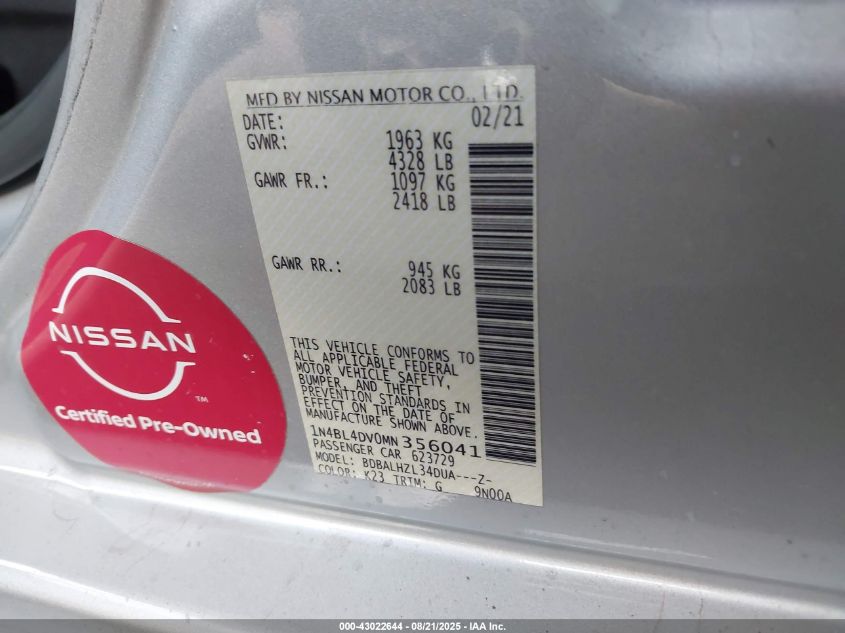 MFD BY NISSAN MOTOR CO., LTD.
DATE: 02/21
GVWR: 1963 KG
4328 LB
GAWR FR.: 1097 KG
2418 LB
GAWR RR.: 945 KG
2083 LB
THIS VEHICLE CONFORMS TO
ALL APPLICABLE FEDERAL
MOTOR VEHICLE SAFETY,
BUMPER, AND THEFT
PREVENTION STANDARDS IN
EFFECT ON THE DATE OF
MANUFACTURE SHOWN ABOVE.
1N4BL4DV0MN356041
PASSENGER CAR 623729
MODEL: BDBALHZL34DUA---Z-
COLOR: K23 TRIM: G 9N00A
NISSAN
TM
Certified Pre-Owned
000-43022644 - 08/21/2025 - IAA Inc.